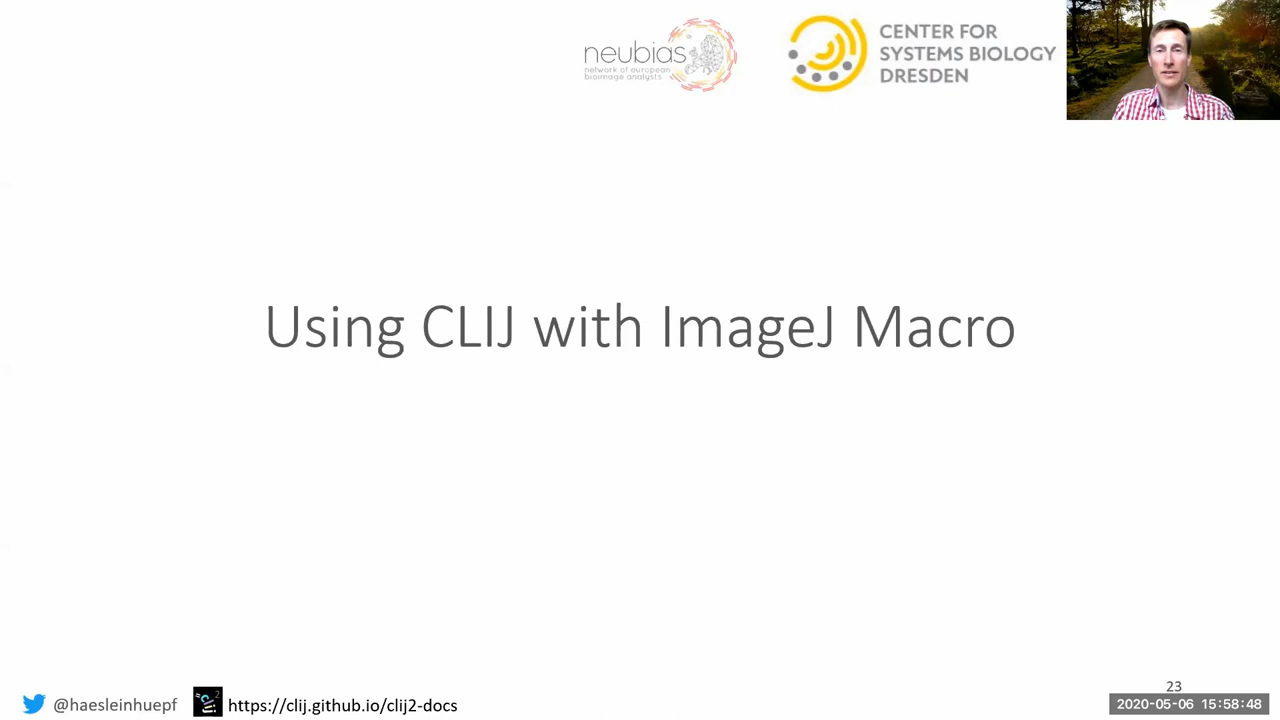 neubias
network of european
bioimage analysts
CENTER FOR
SYSTEMS BIOLOGY
DRESDEN
Using CLIJ with ImageJ Macro
@haesleinhuepf
https://clij.github.io/clij2-docs
23
2020-05-06 15:58:48